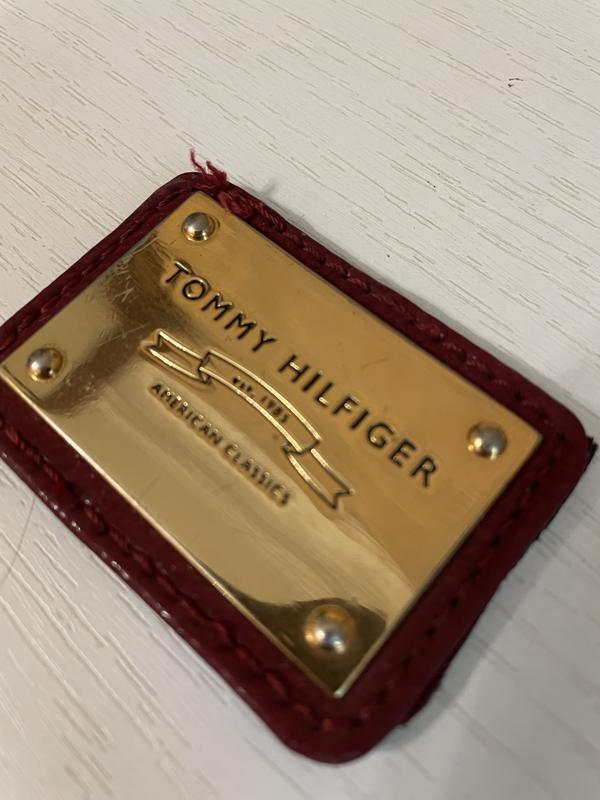 TOMMY HILFIGER
EST. 1985
AMERICAN CLASSICS